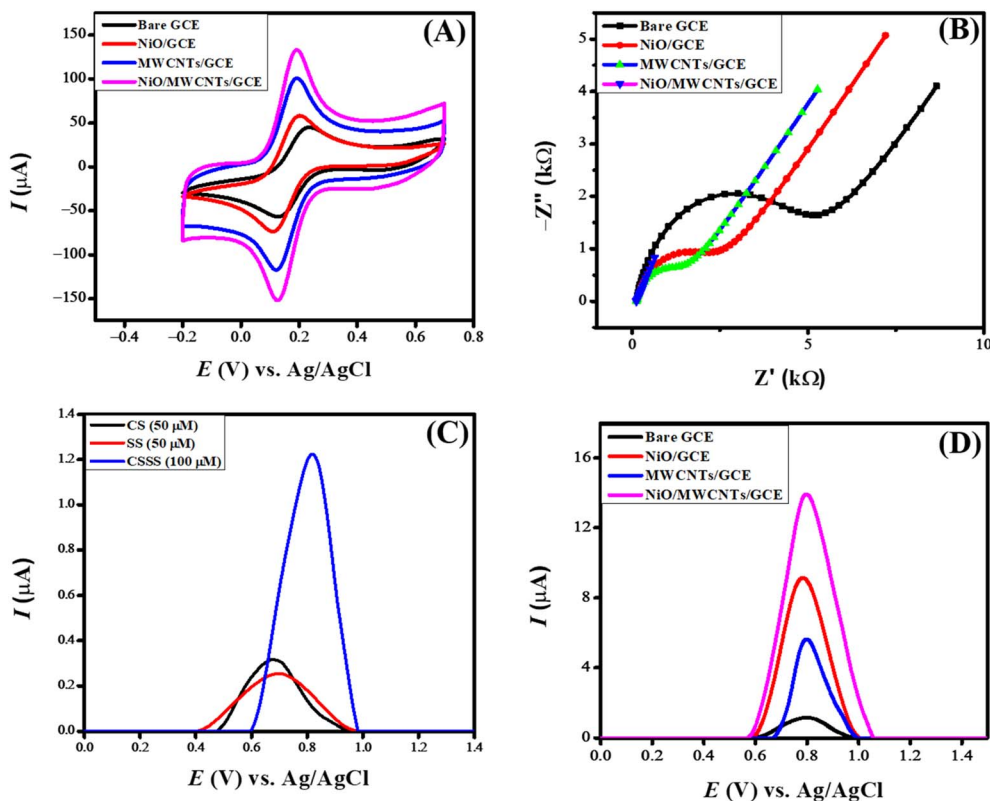 (A)
Bare GCE
NiO/GCE
MWCNTs/GCE
NiO/MWCNTs/GCE
150
100
50
0
−50
−100
−150
I (μA)
−0.4 −0.2 0.0 0.2 0.4 0.6 0.8
E (V) vs. Ag/AgCl
(B)
Bare GCE
NiO/GCE
MWCNTs/GCE
NiO/MWCNTs/GCE
5
4
3
2
1
0
−Z'' (kΩ)
0 5 10
Z' (kΩ)
(C)
CS (50 μM)
SS (50 μM)
CSSS (100 μM)
1.4
1.2
1.0
0.8
0.6
0.4
0.2
0.0
I (μA)
0.0 0.2 0.4 0.6 0.8 1.0 1.2 1.4
E (V) vs. Ag/AgCl
(D)
Bare GCE
NiO/GCE
MWCNTs/GCE
NiO/MWCNTs/GCE
16
12
8
4
0
I (μA)
0.0 0.2 0.4 0.6 0.8 1.0 1.2 1.4
E (V) vs. Ag/AgCl